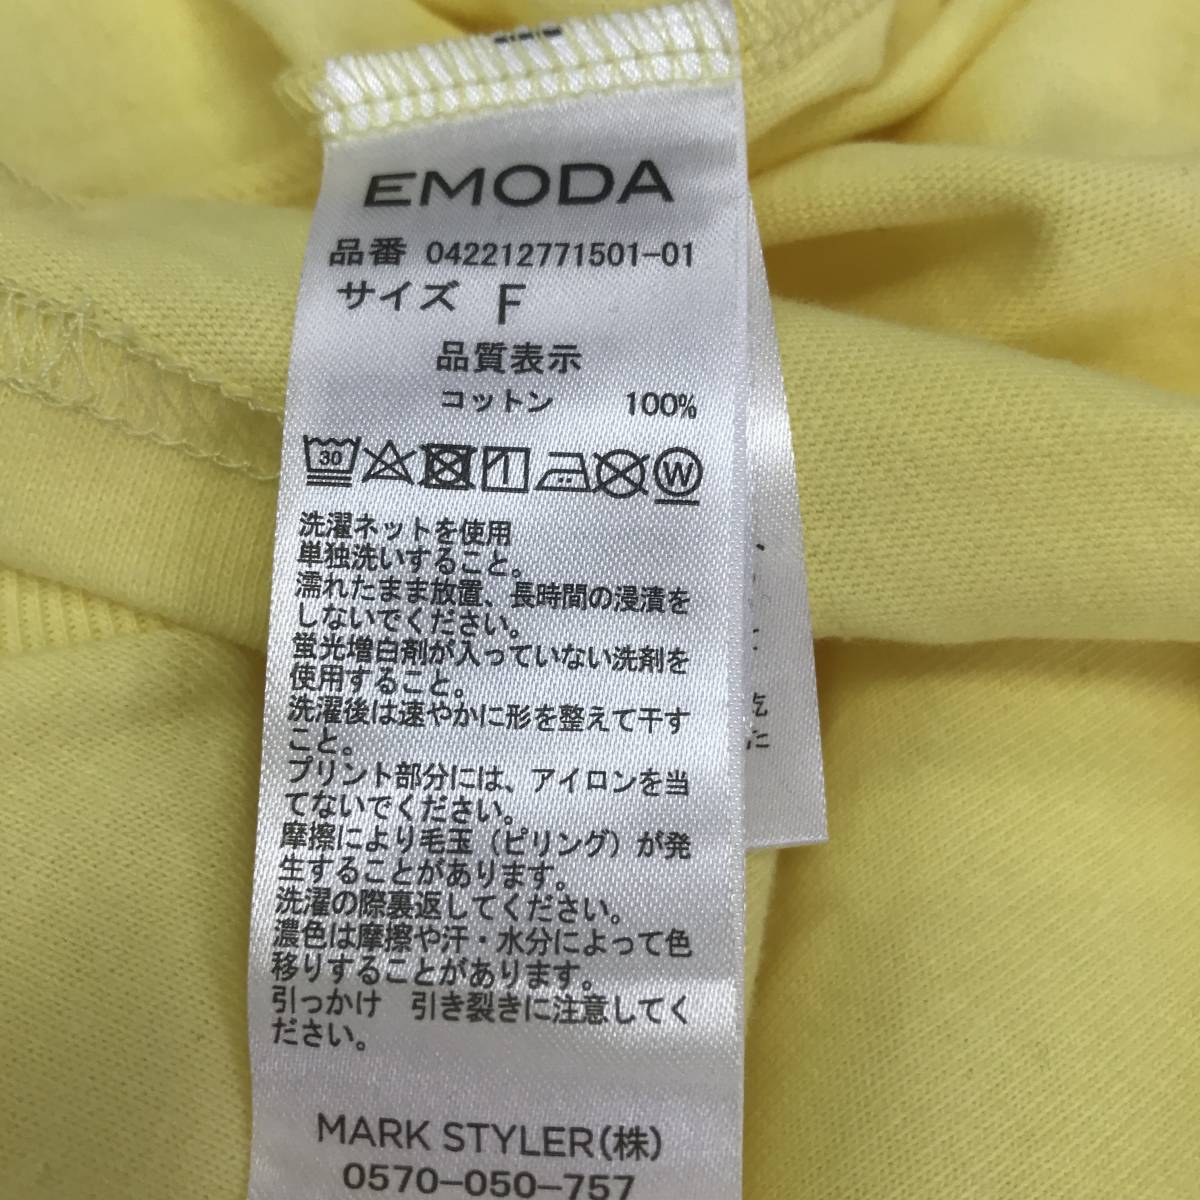 EMODA
品番 042212771501-01
サイズ F
品質表示
コットン 100%
30
W
洗濯ネットを使用
単独洗いすること。
濡れたまま放置、長時間の浸漬を
しないでください。
蛍光増白剤が入っていない洗剤を
使用すること。
洗濯後は速やかに形を整えて干す
こと。
プリント部分には、アイロンを当
てないでください。
摩擦により毛玉（ピリング）が発
生することがあります。
洗濯の際裏返してください。
濃色は摩擦や汗・水分によって色
移りすることがあります。
引っかけ 引き裂きに注意してく
ださい。
MARK STYLER(株)
0570-050-757